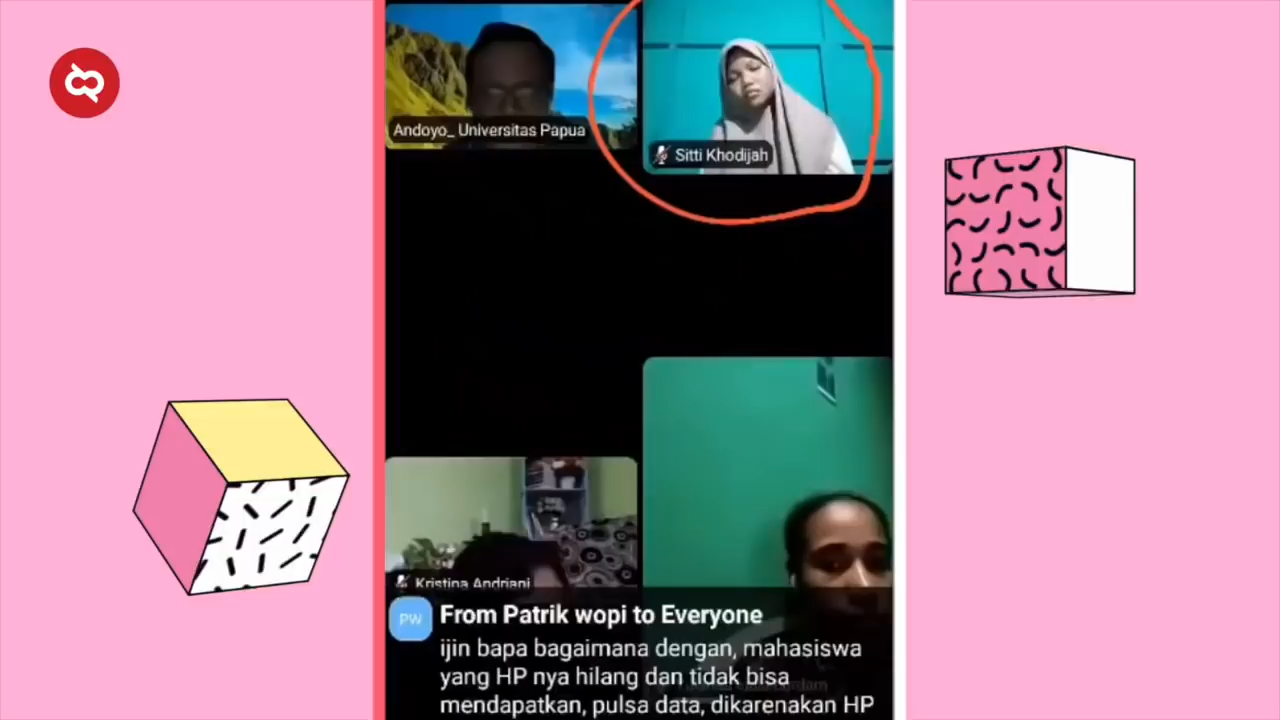 Andoyo_ Universitas Papua
Sitti Khodijah
Kristina Andriani
PW
From Patrik wopi to Everyone
ijin bapa bagaimana dengan, mahasiswa
yang HP nya hilang dan tidak bisa
mendapatkan, pulsa data, dikarenakan HP